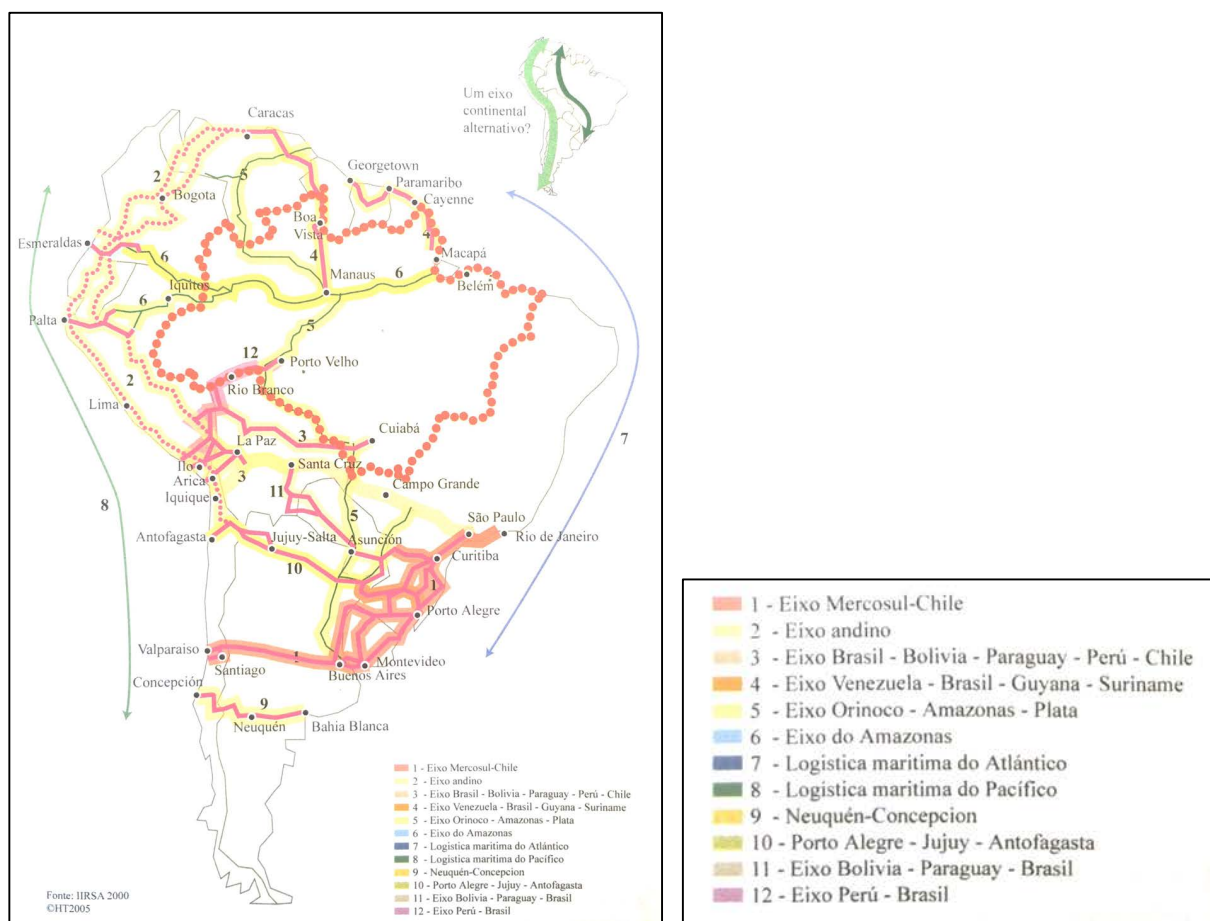 Um eixo
continental
alternativo?
Caracas
Georgetown
Paramaribo
Cayenne
2
5
Bogota
Boa
Vista
4
4
Esmeraldas
6
Macapá
Manaus
6
Belém
Iquitos
6
Palta
5
12
Porto Velho
2
Rio Branco
Lima
Cuiabá
3
7
La Paz
Ilo
3
Santa Cruz
Arica
Campo Grande
Iquique
11
8
5
São Paulo
Antofagasta
Jujuy-Salta
Asunción
Rio de Janeiro
Curitiba
10
1
Porto Alegre
Valparaiso
1
Santiago
Buenos Aires
Montevideo
Concepción
9
Neuquén
Bahia Blanca
1 - Eixo Mercosul-Chile
2 - Eixo andino
3 - Eixo Brasil - Bolivia - Paraguay - Perú - Chile
4 - Eixo Venezuela - Brasil - Guyana - Suriname
5 - Eixo Orinoco - Amazonas - Plata
6 - Eixo do Amazonas
7 - Logística maritima do Atlántico
8 - Logística maritima do Pacífico
9 - Neuquén-Concepcion
10 - Porto Alegre - Jujuy - Antofagasta
11 - Eixo Bolivia - Paraguay - Brasil
12 - Eixo Perú - Brasil
Fonte: IIRSA 2000
©HT2005
1 - Eixo Mercosul-Chile
2 - Eixo andino
3 - Eixo Brasil - Bolivia - Paraguay - Perú - Chile
4 - Eixo Venezuela - Brasil - Guyana - Suriname
5 - Eixo Orinoco - Amazonas - Plata
6 - Eixo do Amazonas
7 - Logística maritima do Atlántico
8 - Logística maritima do Pacífico
9 - Neuquén-Concepcion
10 - Porto Alegre - Jujuy - Antofagasta
11 - Eixo Bolivia - Paraguay - Brasil
12 - Eixo Perú - Brasil